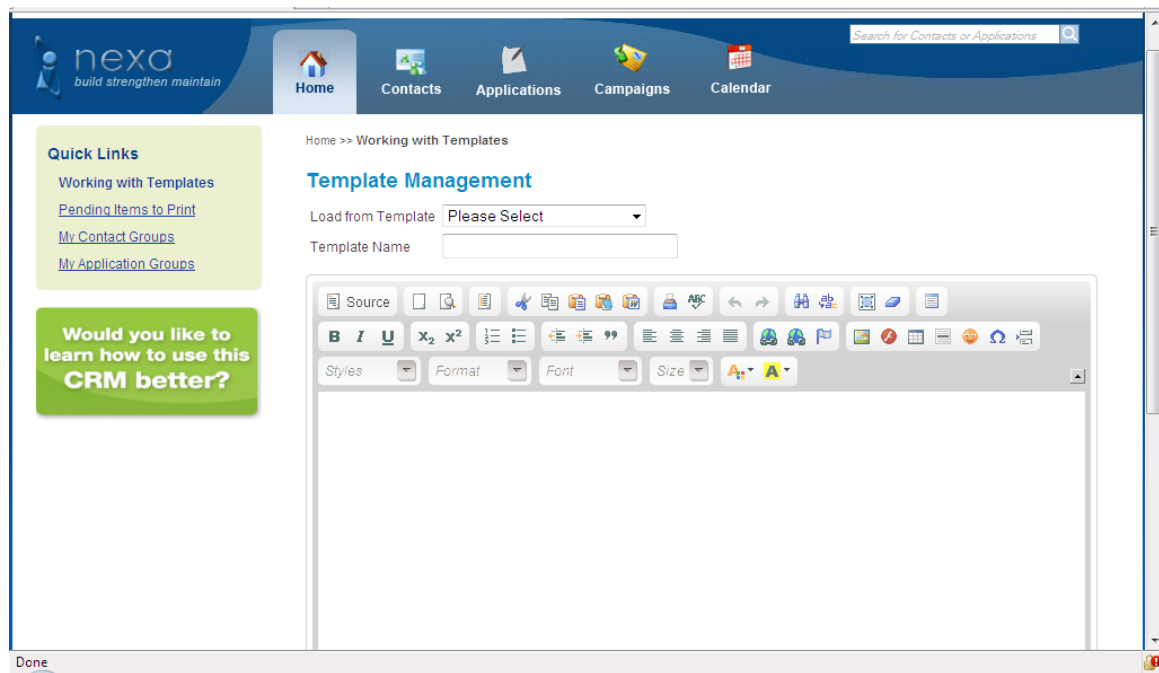 Search for Contacts or Applications
nexa
build strengthen maintain
Home
Contacts
Applications
Campaigns
Calendar
Quick Links
Working with Templates
Pending Items to Print
My Contact Groups
My Application Groups
Would you like to
learn how to use this
CRM better?
Home >> Working with Templates
Template Management
Load from Template Please Select
Template Name
Source
ABC
B I U X₂ X²
Styles Format Font Size A A
Done